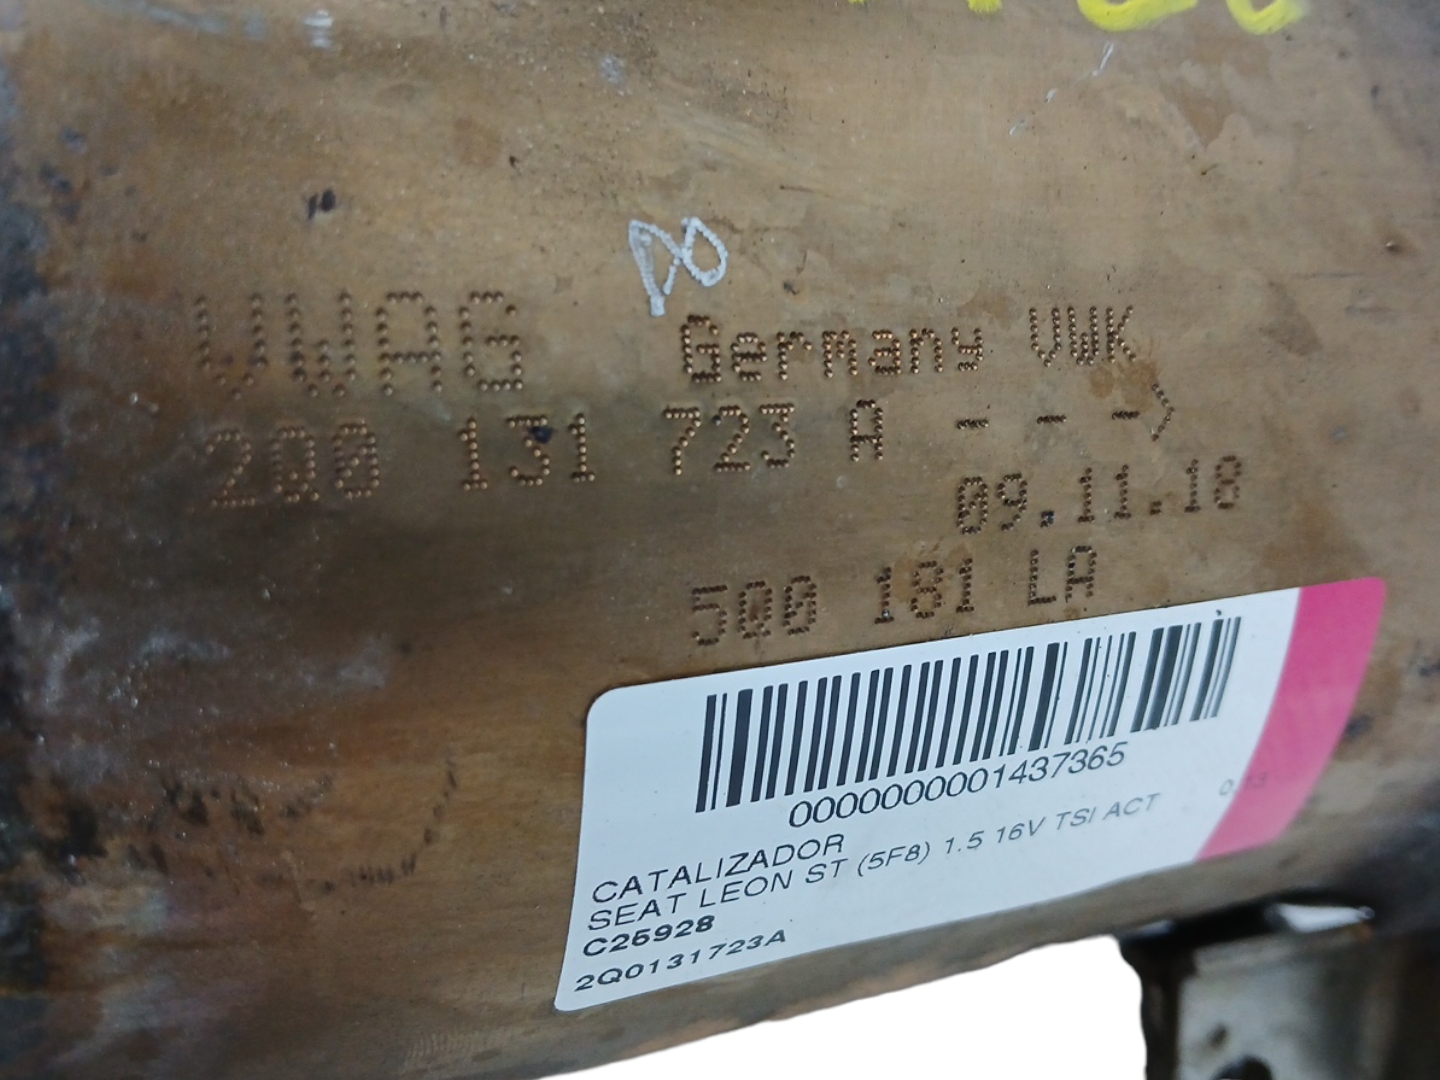 VWAG Germany VWK
2Q0 131 723 A - - ->
09.11.18
500 181 LA
0000000001437365
CATALIZADOR
SEAT LEON ST (5F8) 1.5 16V TSI ACT
C25928
2Q0131723A